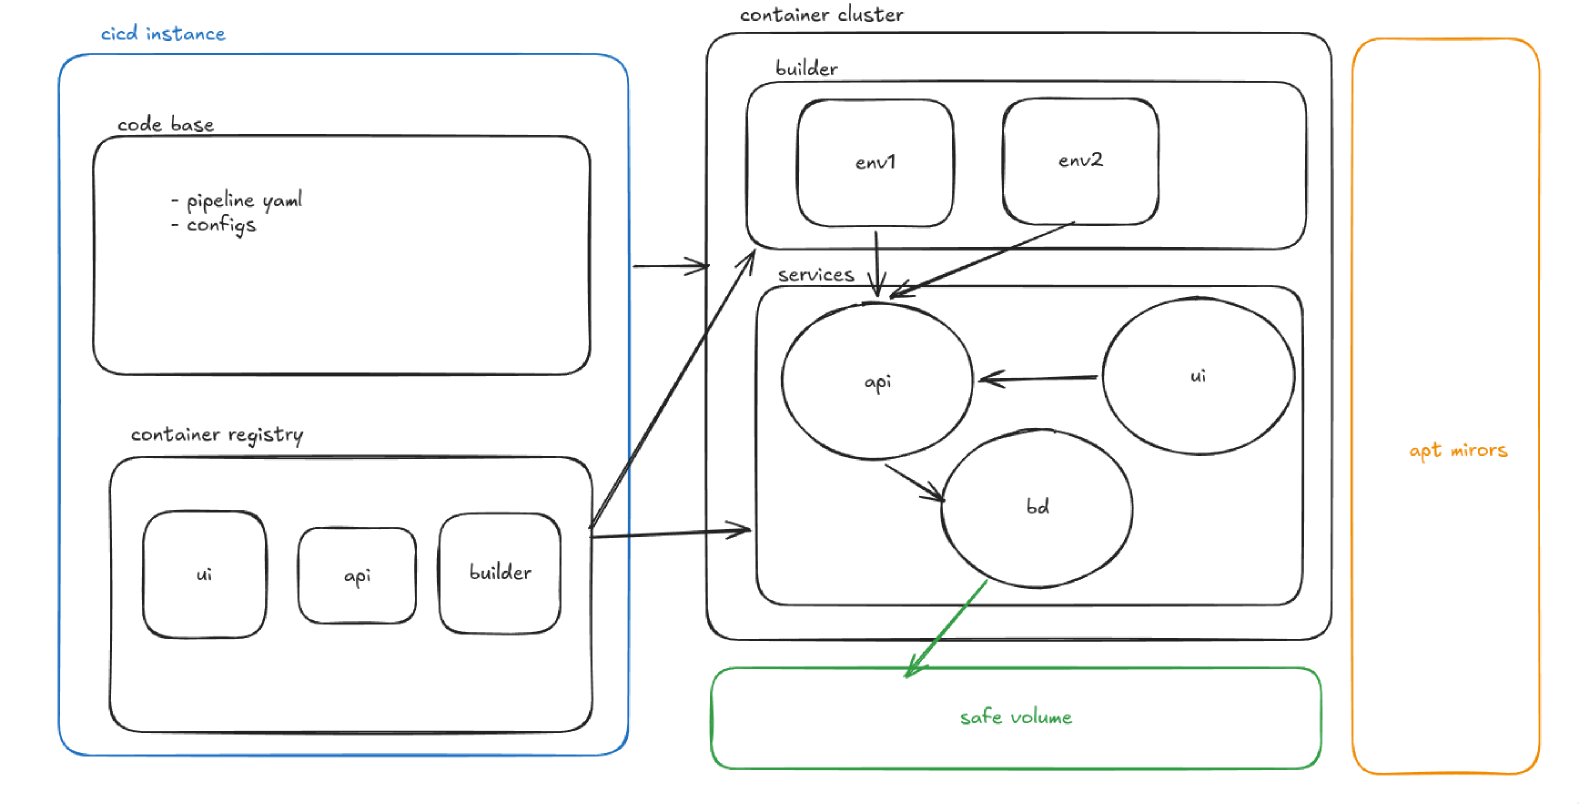 cicd instance
code base
- pipeline yaml
- configs
container registry
ui
api
builder
container cluster
builder
env1
env2
services
api
ui
bd
safe volume
apt mirors